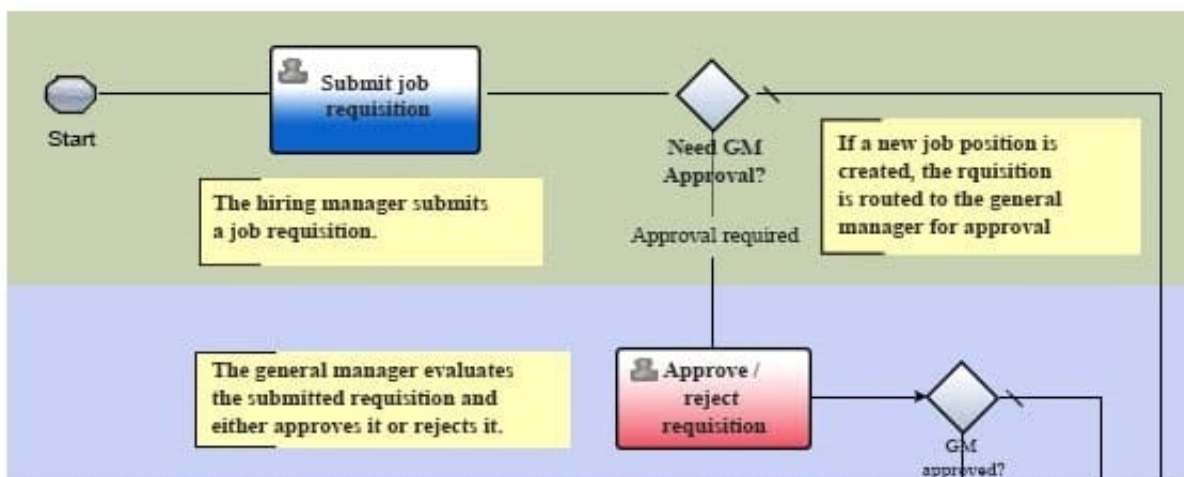 Start
Submit job
requisition
Need GM
Approval?
If a new job position is
created, the rquisition
is routed to the general
manager for approval
The hiring manager submits
a job requisition.
Approval required
The general manager evaluates
the submitted requisition and
either approves it or rejects it.
Approve /
reject
requisition
GM
approved?